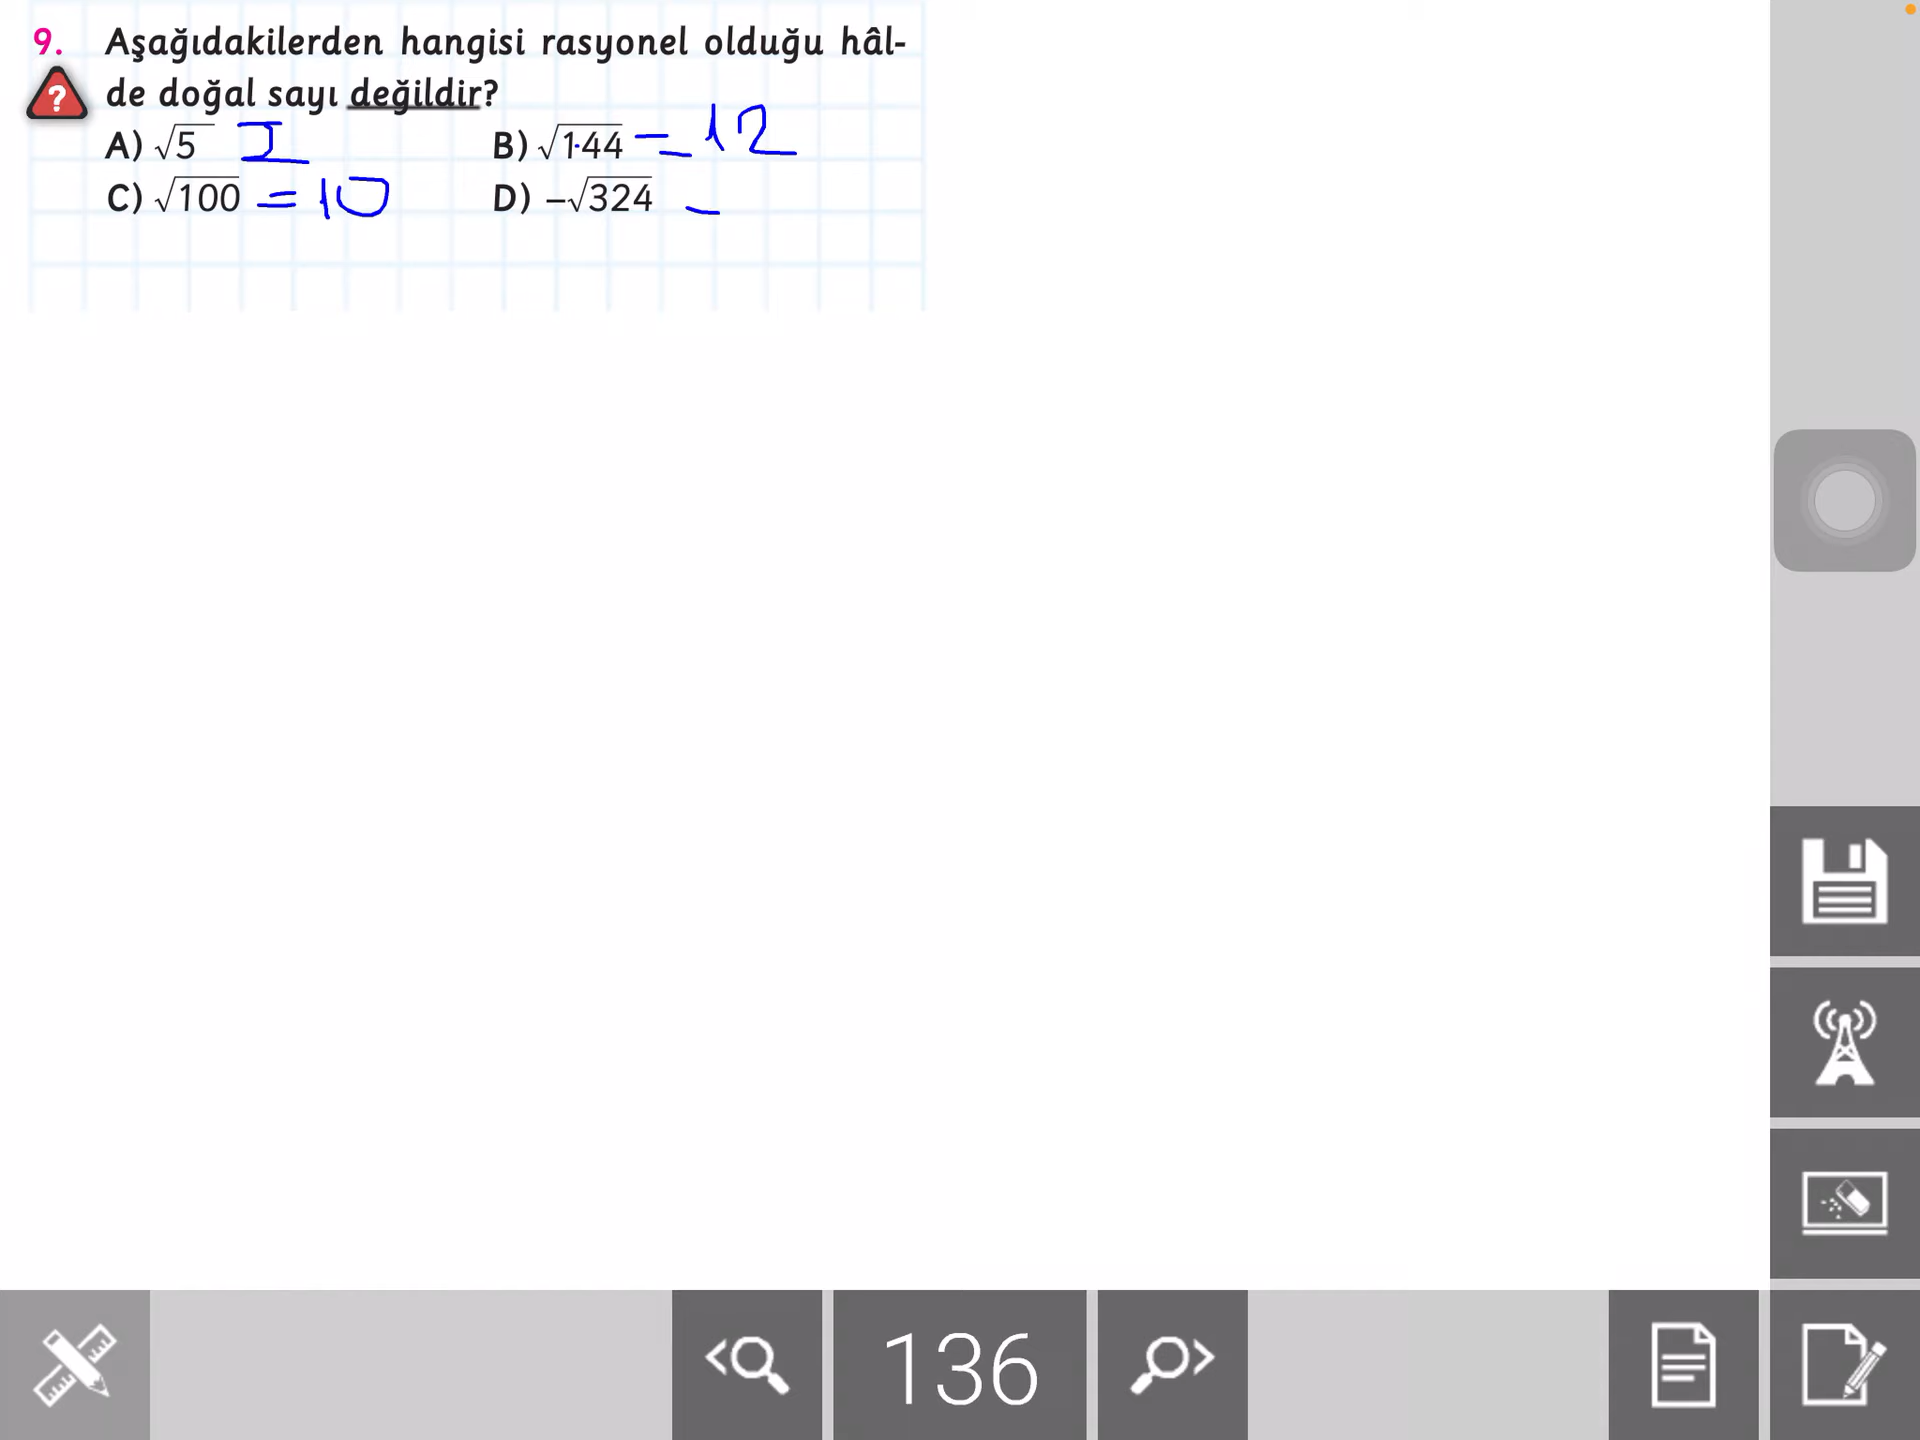 9. Aşağıdakilerden hangisi rasyonel olduğu hâl-
de doğal sayı değildir?
A) √5 I B) √1·44 = 12
C) √100 = 10 D) –√324 –
136